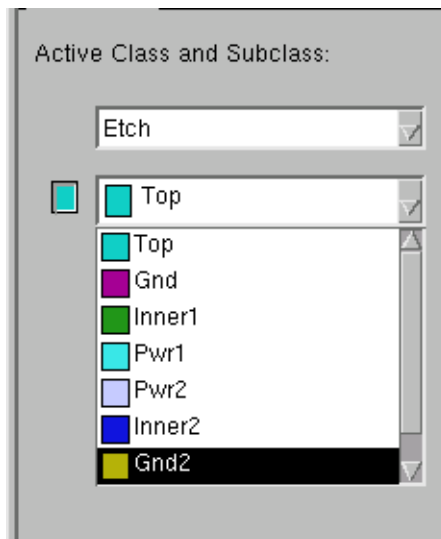 Active Class and Subclass:
Etch
Top
Top
Gnd
Inner1
Pwr1
Pwr2
Inner2
Gnd2